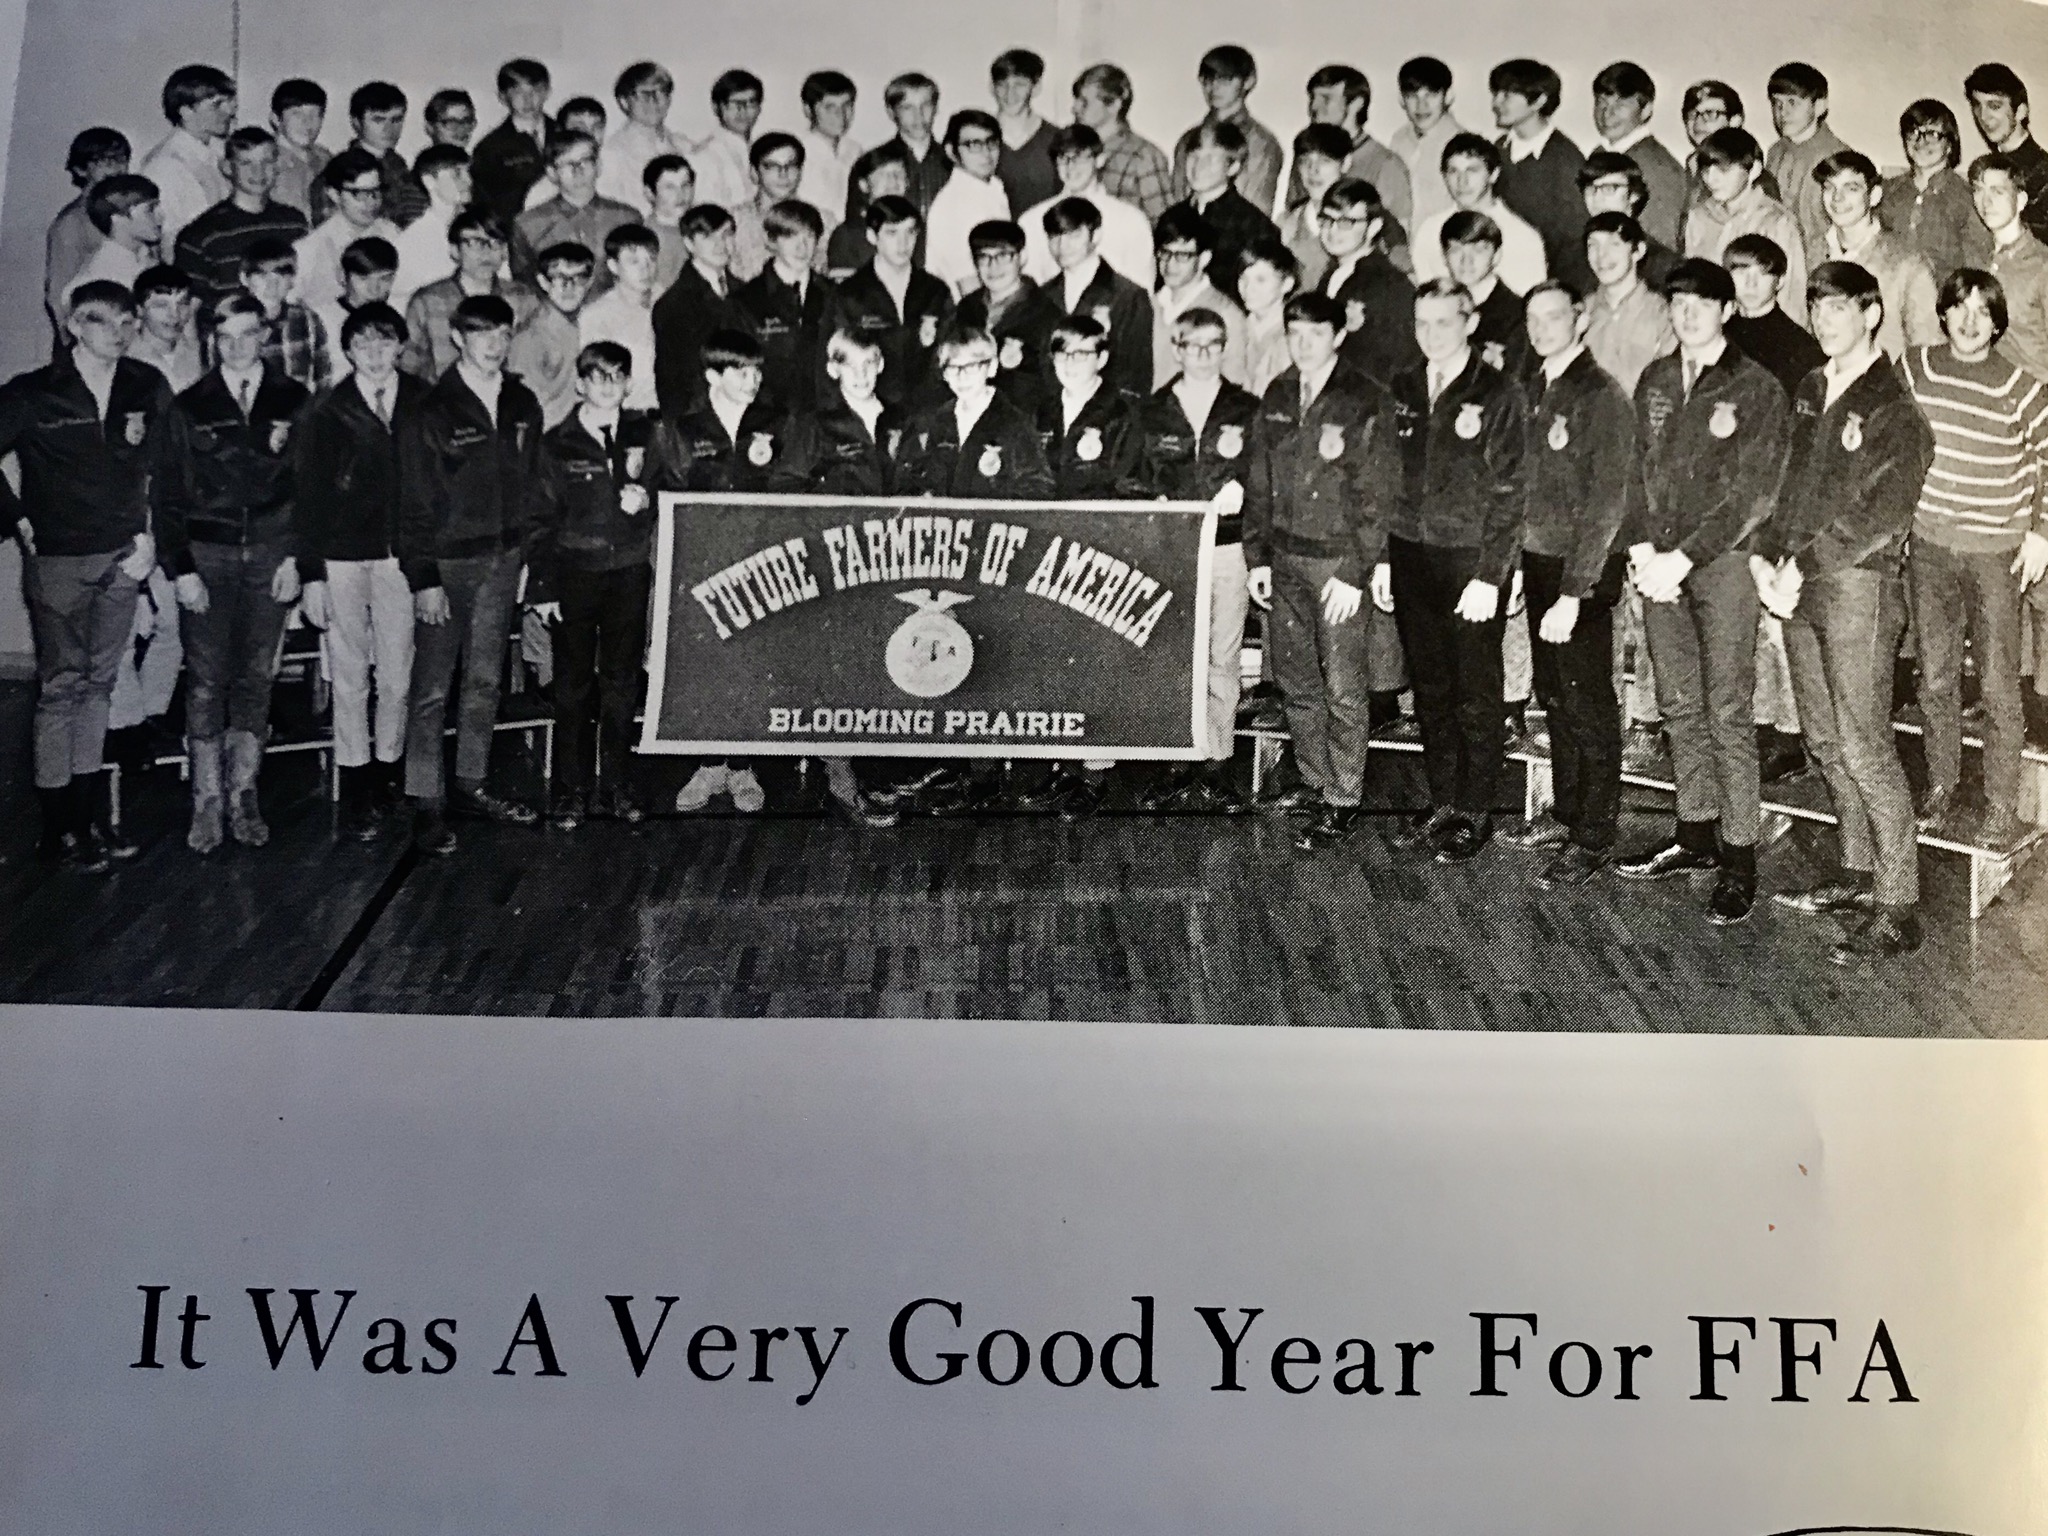 FUTURE FARMERS OF AMERICA
F F A
BLOOMING PRAIRIE
It Was A Very Good Year For FFA